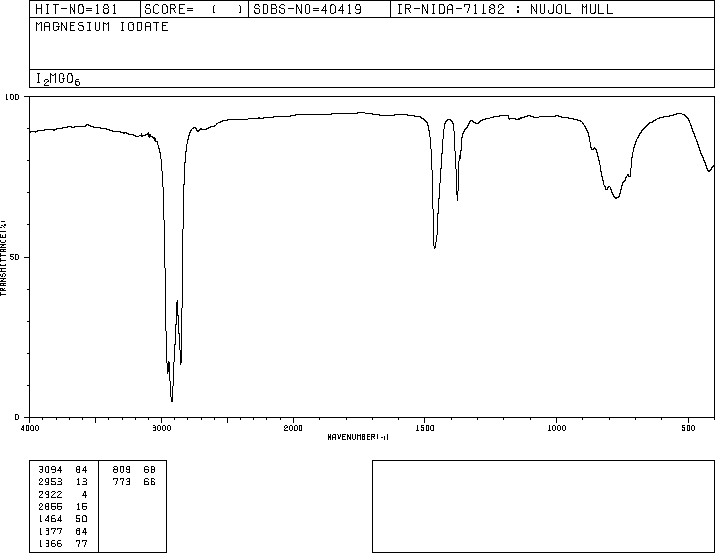 HIT-NO=181 SCORE= ( ) SDBS-NO=40419 IR-NIDA-71182 : NUJOL MULL
MAGNESIUM IODATE
I2MGO6
100
50
0
TRANSMITTANCE(%)
4000 3000 2000 1500 1000 500
WAVENUMBER(-1)
3094 84 809 68
2953 13 773 66
2922 4
2855 15
1464 50
1377 64
1366 77